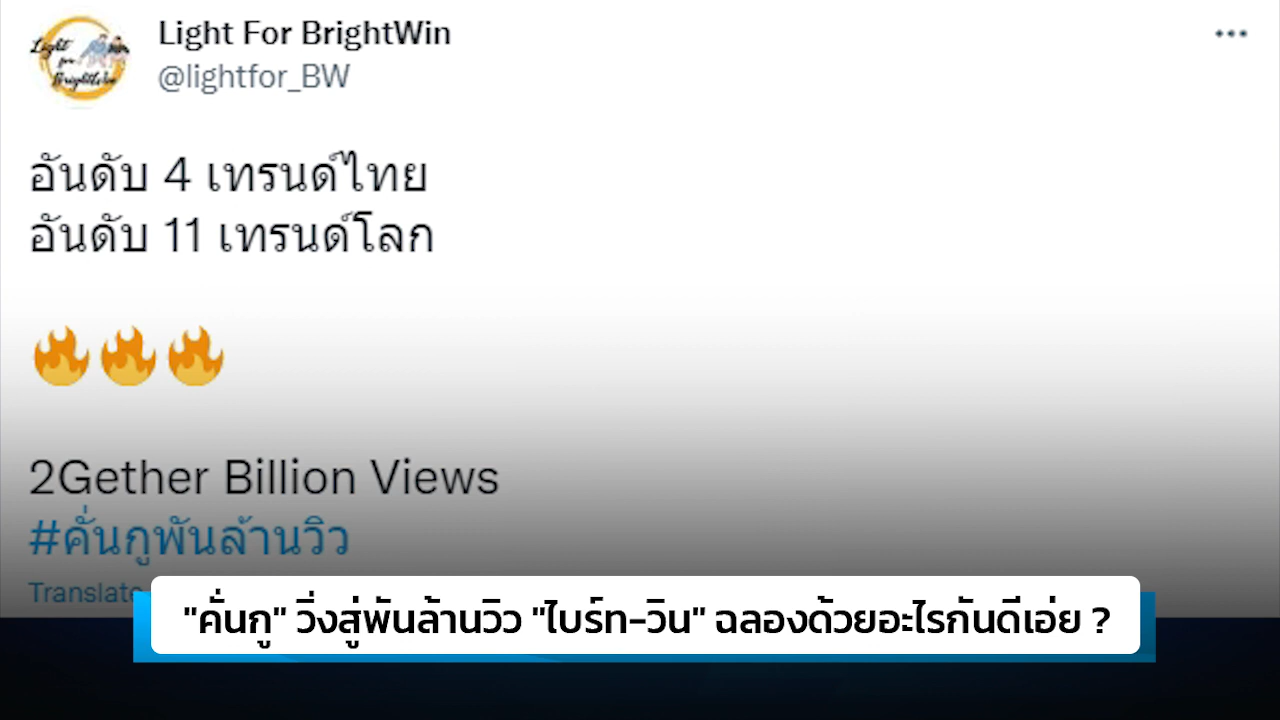 Light For BrightWin
@lightfor_BW
อันดับ 4 เทรนด์ไทย
อันดับ 11 เทรนด์โลก
🔥🔥🔥
2Gether Billion Views
#คั่นกูพันล้านวิว
Translate
"คั่นกู" วิ่งสู่พันล้านวิว "ไบร์ท-วิน" ฉลองด้วยอะไรกันดีเอ่ย ?